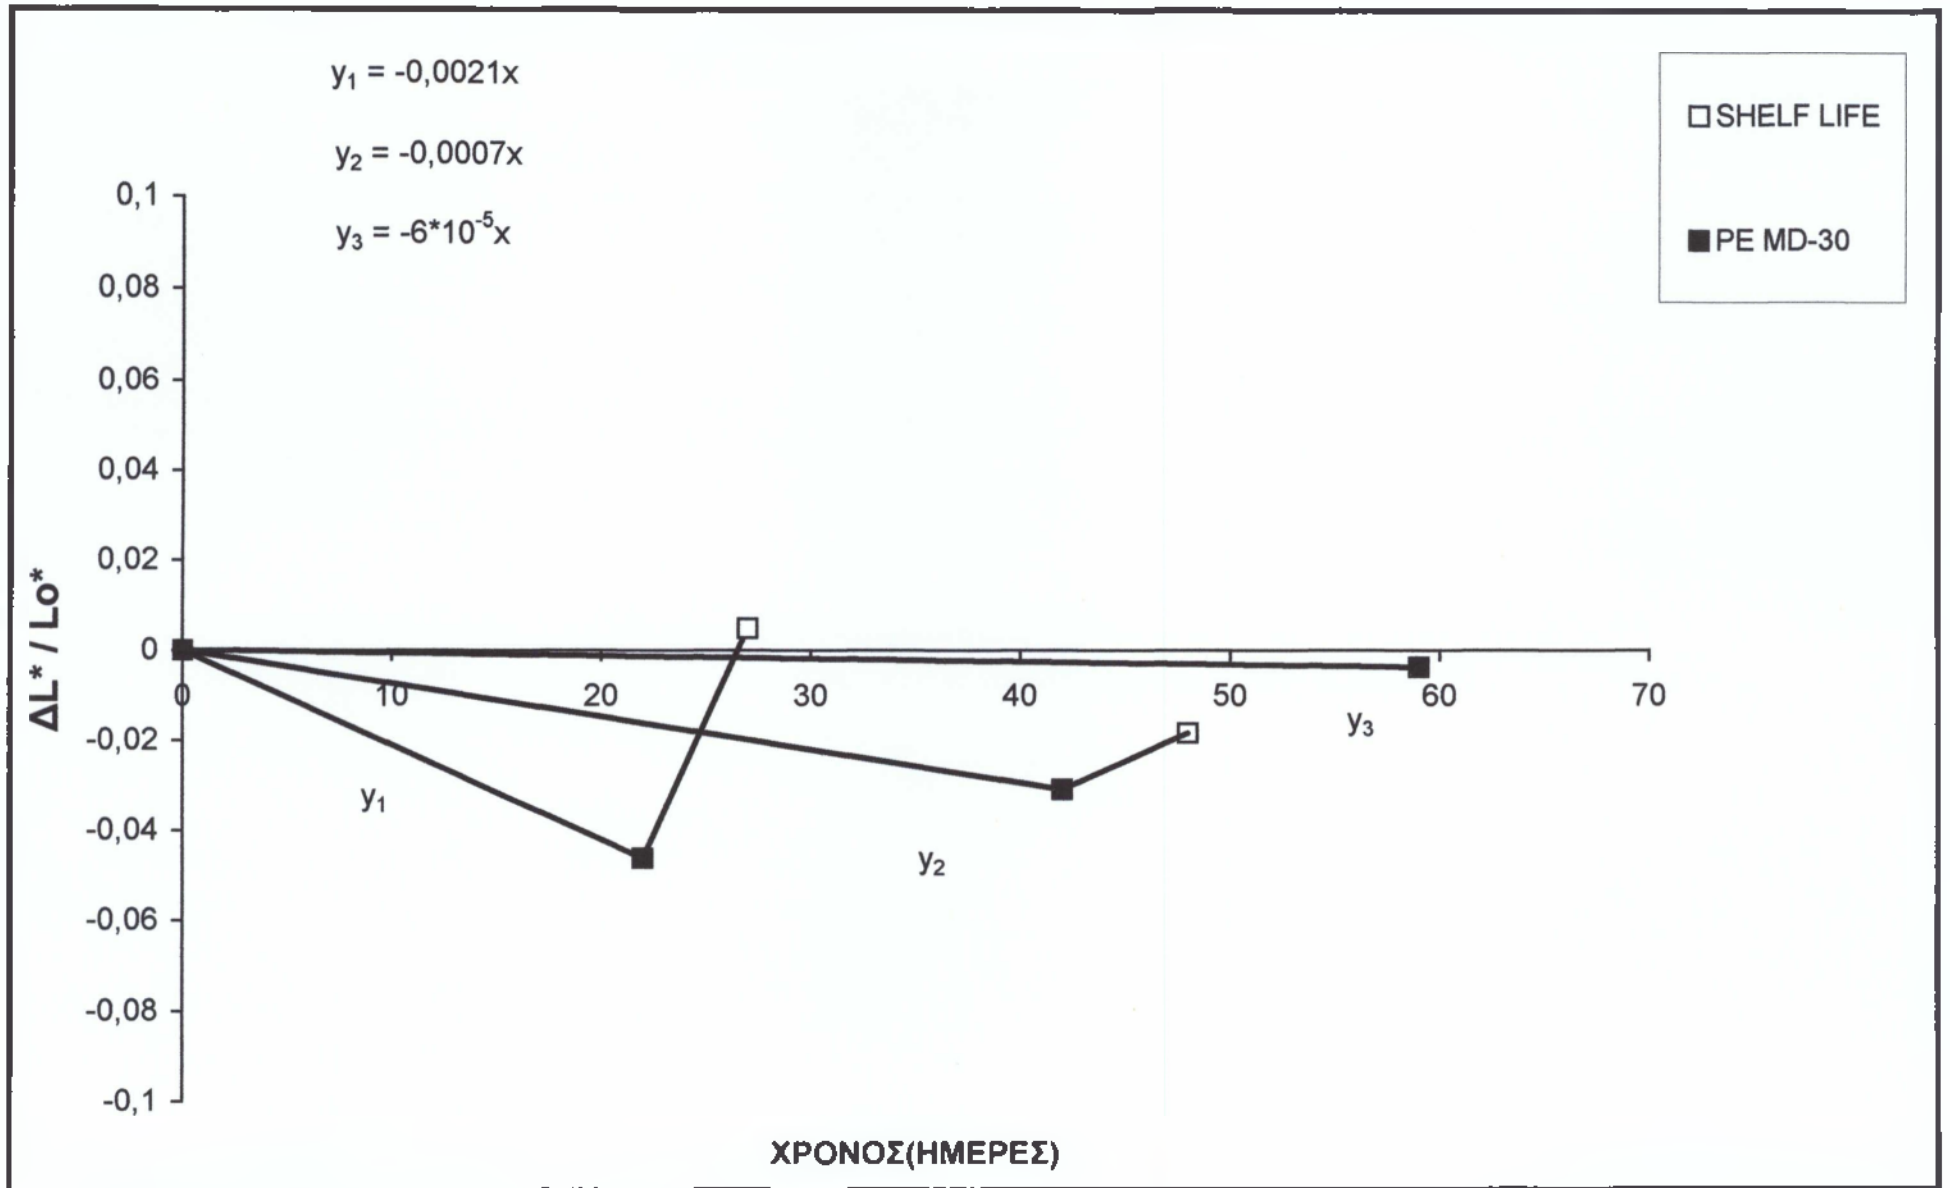 y₁ = -0,0021x
y₂ = -0,0007x
y₃ = -6*10⁻⁵x
SHELF LIFE
PE MD-30
0,1
0,08
0,06
0,04
0,02
0
-0,02
-0,04
-0,06
-0,08
-0,1
ΔL* / Lo*
0 10 20 30 40 50 60 70
y₁
y₂
y₃
ΧΡΟΝΟΣ(ΗΜΕΡΕΣ)